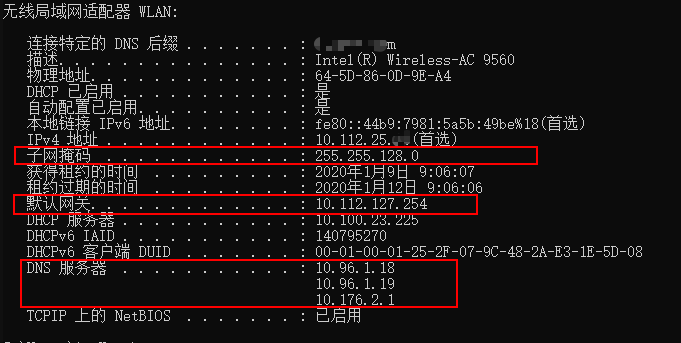 无线局域网适配器 WLAN:
连接特定的 DNS 后缀 . . . . . . . :
描述. . . . . . . . . . . . . . . : Intel(R) Wireless-AC 9560
物理地址. . . . . . . . . . . . . : 64-5D-86-0D-9E-A4
DHCP 已启用 . . . . . . . . . . . : 是
自动配置已启用. . . . . . . . . . : 是
本地链接 IPv6 地址. . . . . . . . : fe80::44b9:7981:5a5b:49be%18(首选)
IPv4 地址 . . . . . . . . . . . . : 10.112.25. (首选)
子网掩码 . . . . . . . . . . . . : 255.255.128.0
获得租约的时间 . . . . . . . . . : 2020年1月9日 9:06:07
租约过期的时间 . . . . . . . . . : 2020年1月12日 9:06:06
默认网关. . . . . . . . . . . . . : 10.112.127.254
DHCP 服务器 . . . . . . . . . . . : 10.100.23.225
DHCPv6 IAID . . . . . . . . . . . : 140795270
DHCPv6 客户端 DUID . . . . . . . : 00-01-00-01-25-2F-07-9C-48-2A-E3-1E-5D-08
DNS 服务器 . . . . . . . . . . . : 10.96.1.18
10.96.1.19
10.176.2.1
TCPIP 上的 NetBIOS . . . . . . . : 已启用